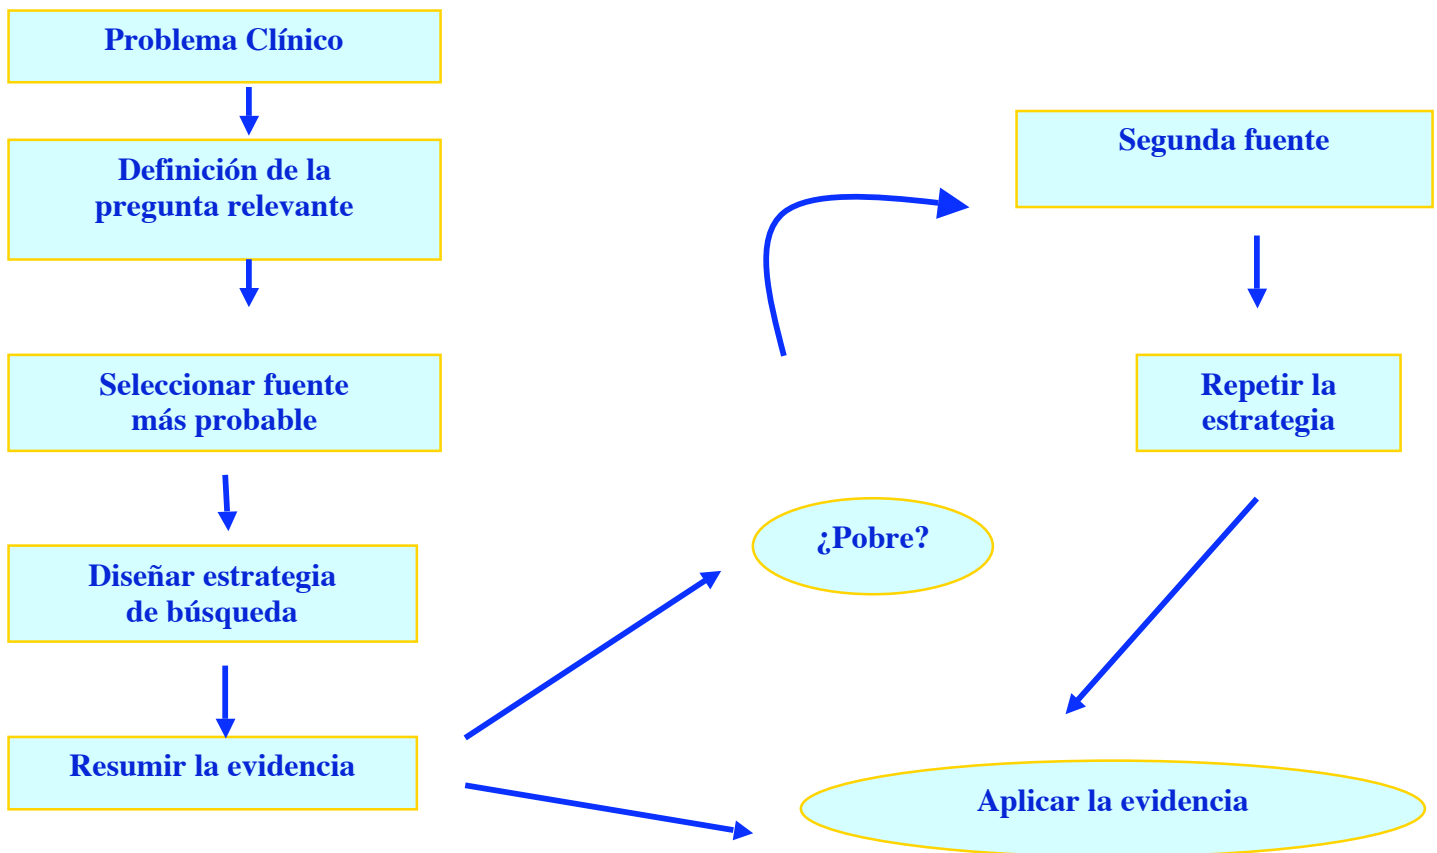 Problema Clínico
Definición de la
pregunta relevante
Seleccionar fuente
más probable
Diseñar estrategia
de búsqueda
Resumir la evidencia
¿Pobre?
Segunda fuente
Repetir la
estrategia
Aplicar la evidencia